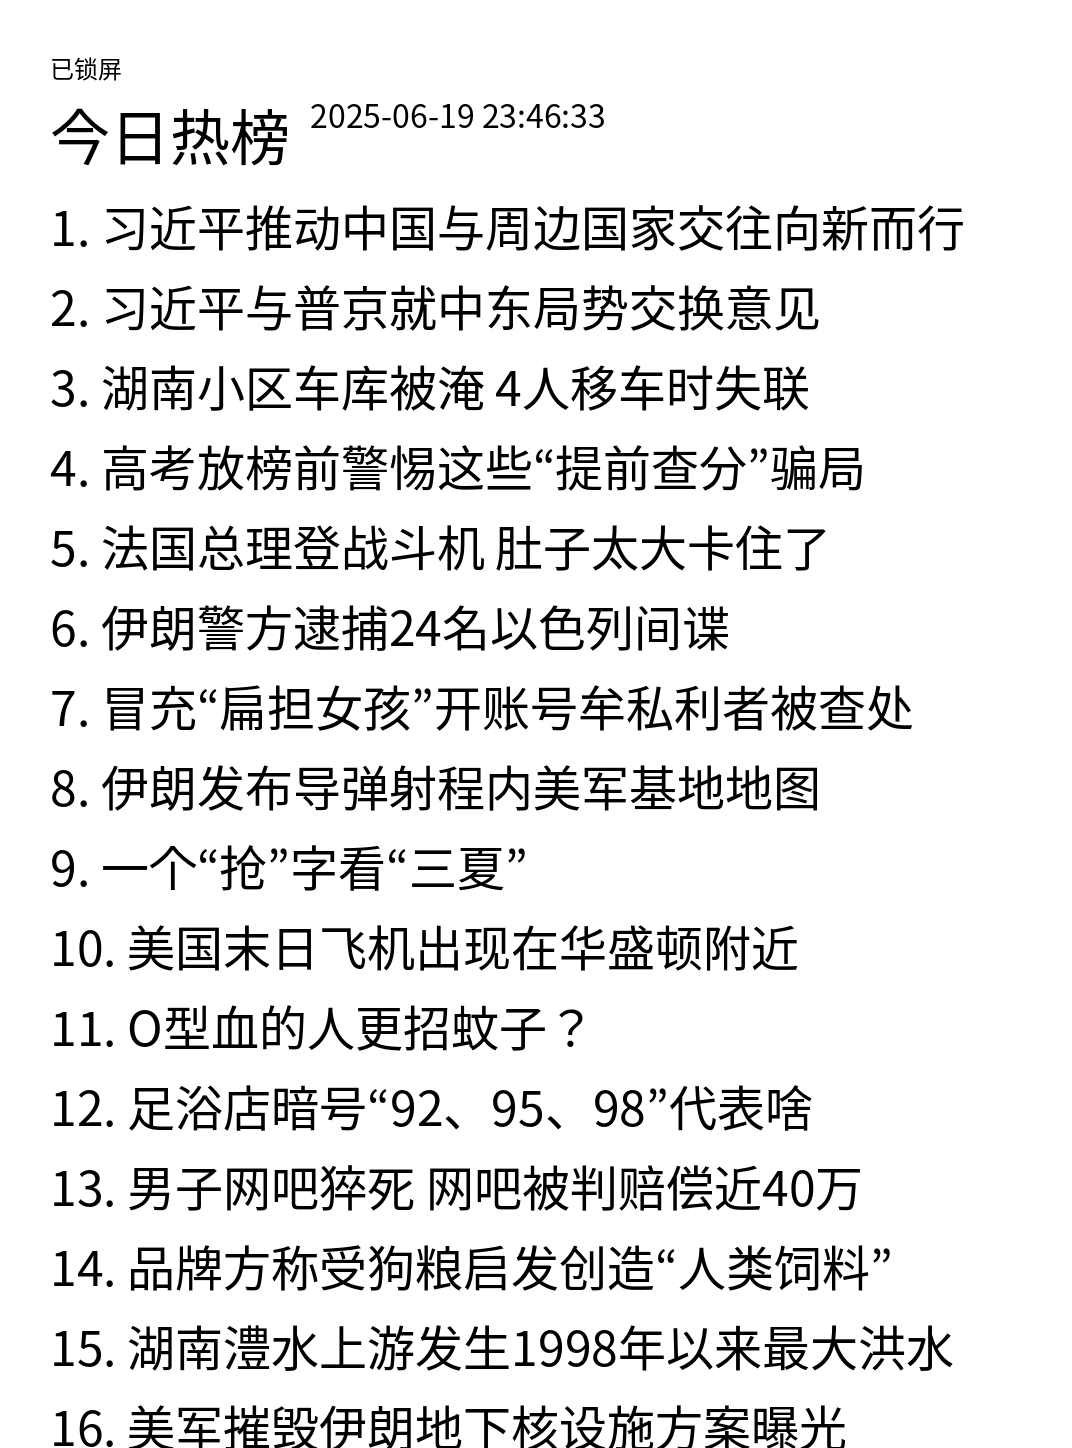 已锁屏
今日热榜 2025-06-19 23:46:33
1. 习近平推动中国与周边国家交往向新而行
2. 习近平与普京就中东局势交换意见
3. 湖南小区车库被淹 4人移车时失联
4. 高考放榜前警惕这些“提前查分”骗局
5. 法国总理登战斗机 肚子太大卡住了
6. 伊朗警方逮捕24名以色列间谍
7. 冒充“扁担女孩”开账号牟私利者被查处
8. 伊朗发布导弹射程内美军基地地图
9. 一个“抢”字看“三夏”
10. 美国末日飞机出现在华盛顿附近
11. O型血的人更招蚊子？
12. 足浴店暗号“92、95、98”代表啥
13. 男子网吧猝死 网吧被判赔偿近40万
14. 品牌方称受狗粮启发创造“人类饲料”
15. 湖南澧水上游发生1998年以来最大洪水
16. 美军摧毁伊朗地下核设施方案曝光